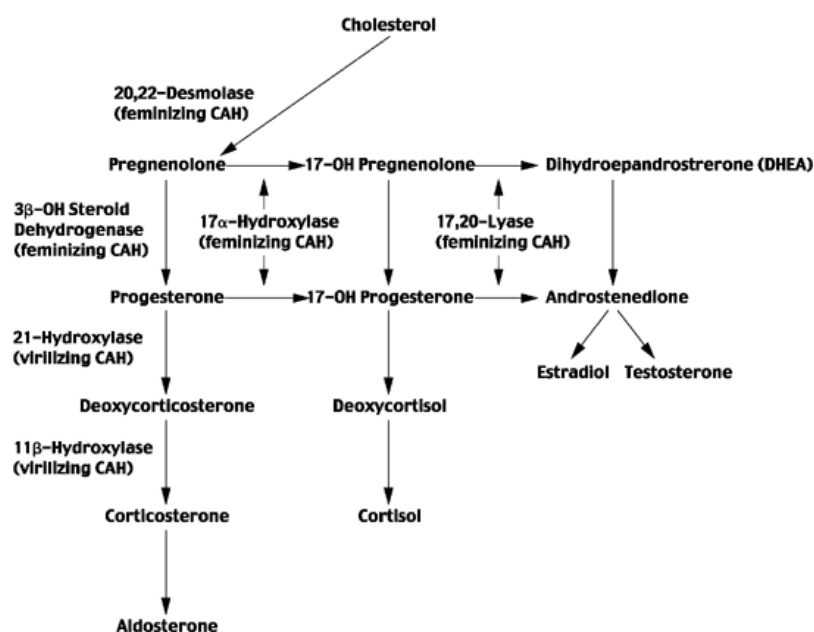 Cholesterol
20,22-Desmolase
(feminizing CAH)
Pregnenolone
17-OH Pregnenolone
Dihydroepandrostrerone (DHEA)
3β-OH Steroid
Dehydrogenase
(feminizing CAH)
17α-Hydroxylase
(feminizing CAH)
17,20-Lyase
(feminizing CAH)
Progesterone
17-OH Progesterone
Androstenedione
21-Hydroxylase
(virilizing CAH)
Estradiol
Testosterone
Deoxycorticosterone
Deoxycortisol
11β-Hydroxylase
(virilizing CAH)
Corticosterone
Cortisol
Aldosterone